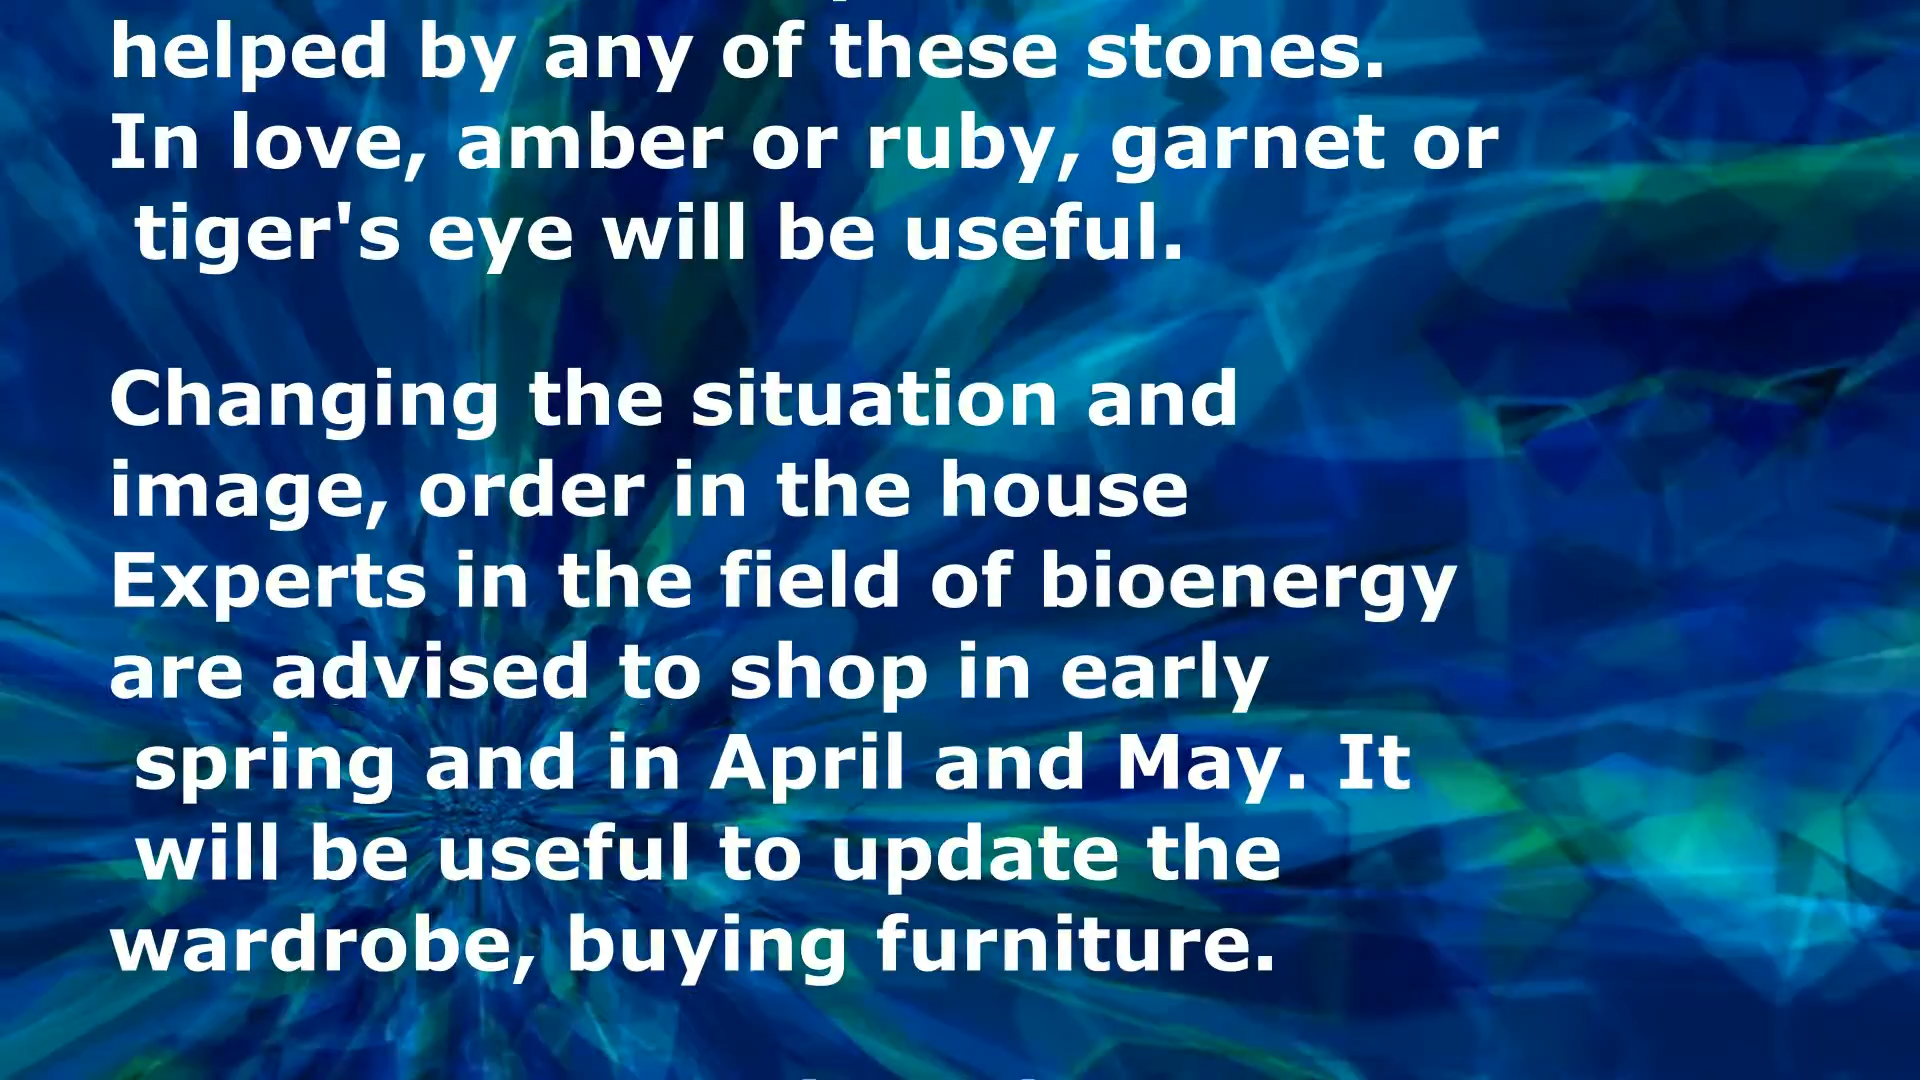 helped by any of these stones.
In love, amber or ruby, garnet or
tiger's eye will be useful.
Changing the situation and
image, order in the house
Experts in the field of bioenergy
are advised to shop in early
spring and in April and May. It
will be useful to update the
wardrobe, buying furniture.